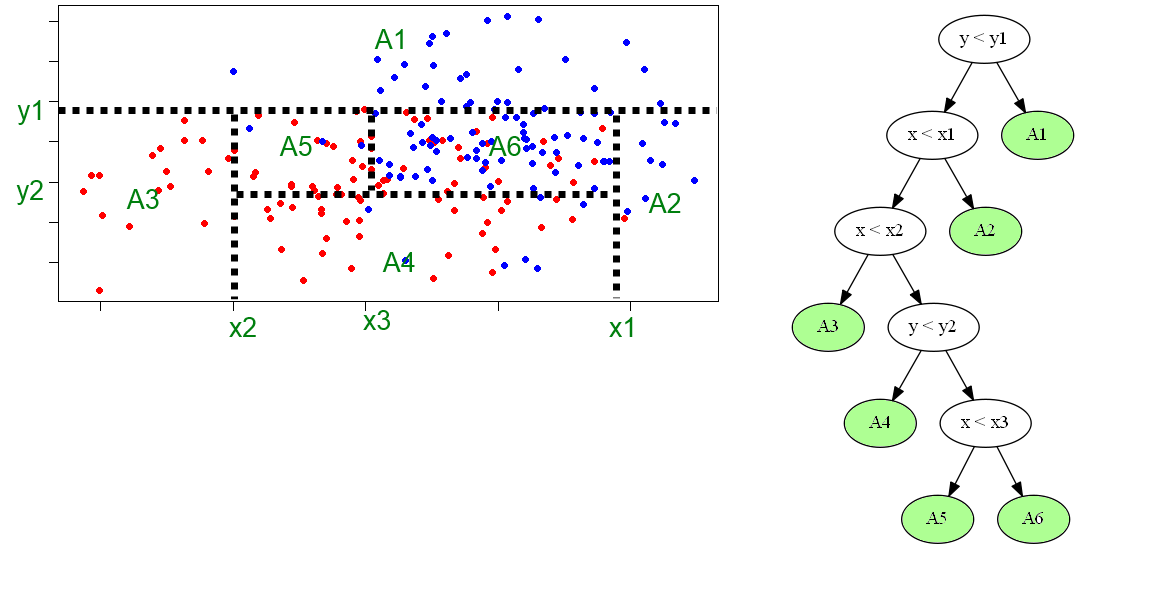 A1
y1
A5
A6
y2
A3
A2
A4
x2
x3
x1
y < y1
x < x1
A1
x < x2
A2
A3
y < y2
A4
x < x3
A5
A6